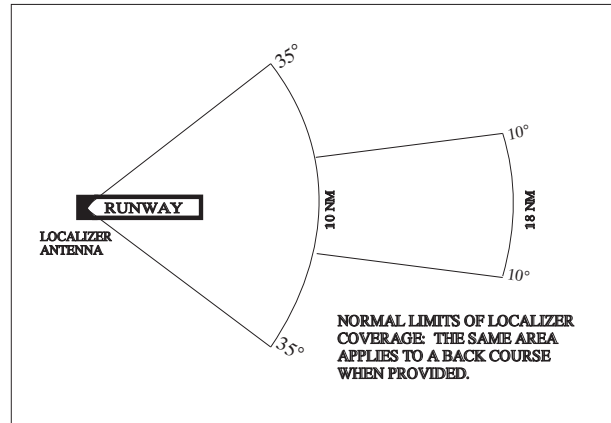 35°
10°
RUNWAY
10 NM
18 NM
LOCALIZER
ANTENNA
10°
35°
NORMAL LIMITS OF LOCALIZER
COVERAGE: THE SAME AREA
APPLIES TO A BACK COURSE
WHEN PROVIDED.